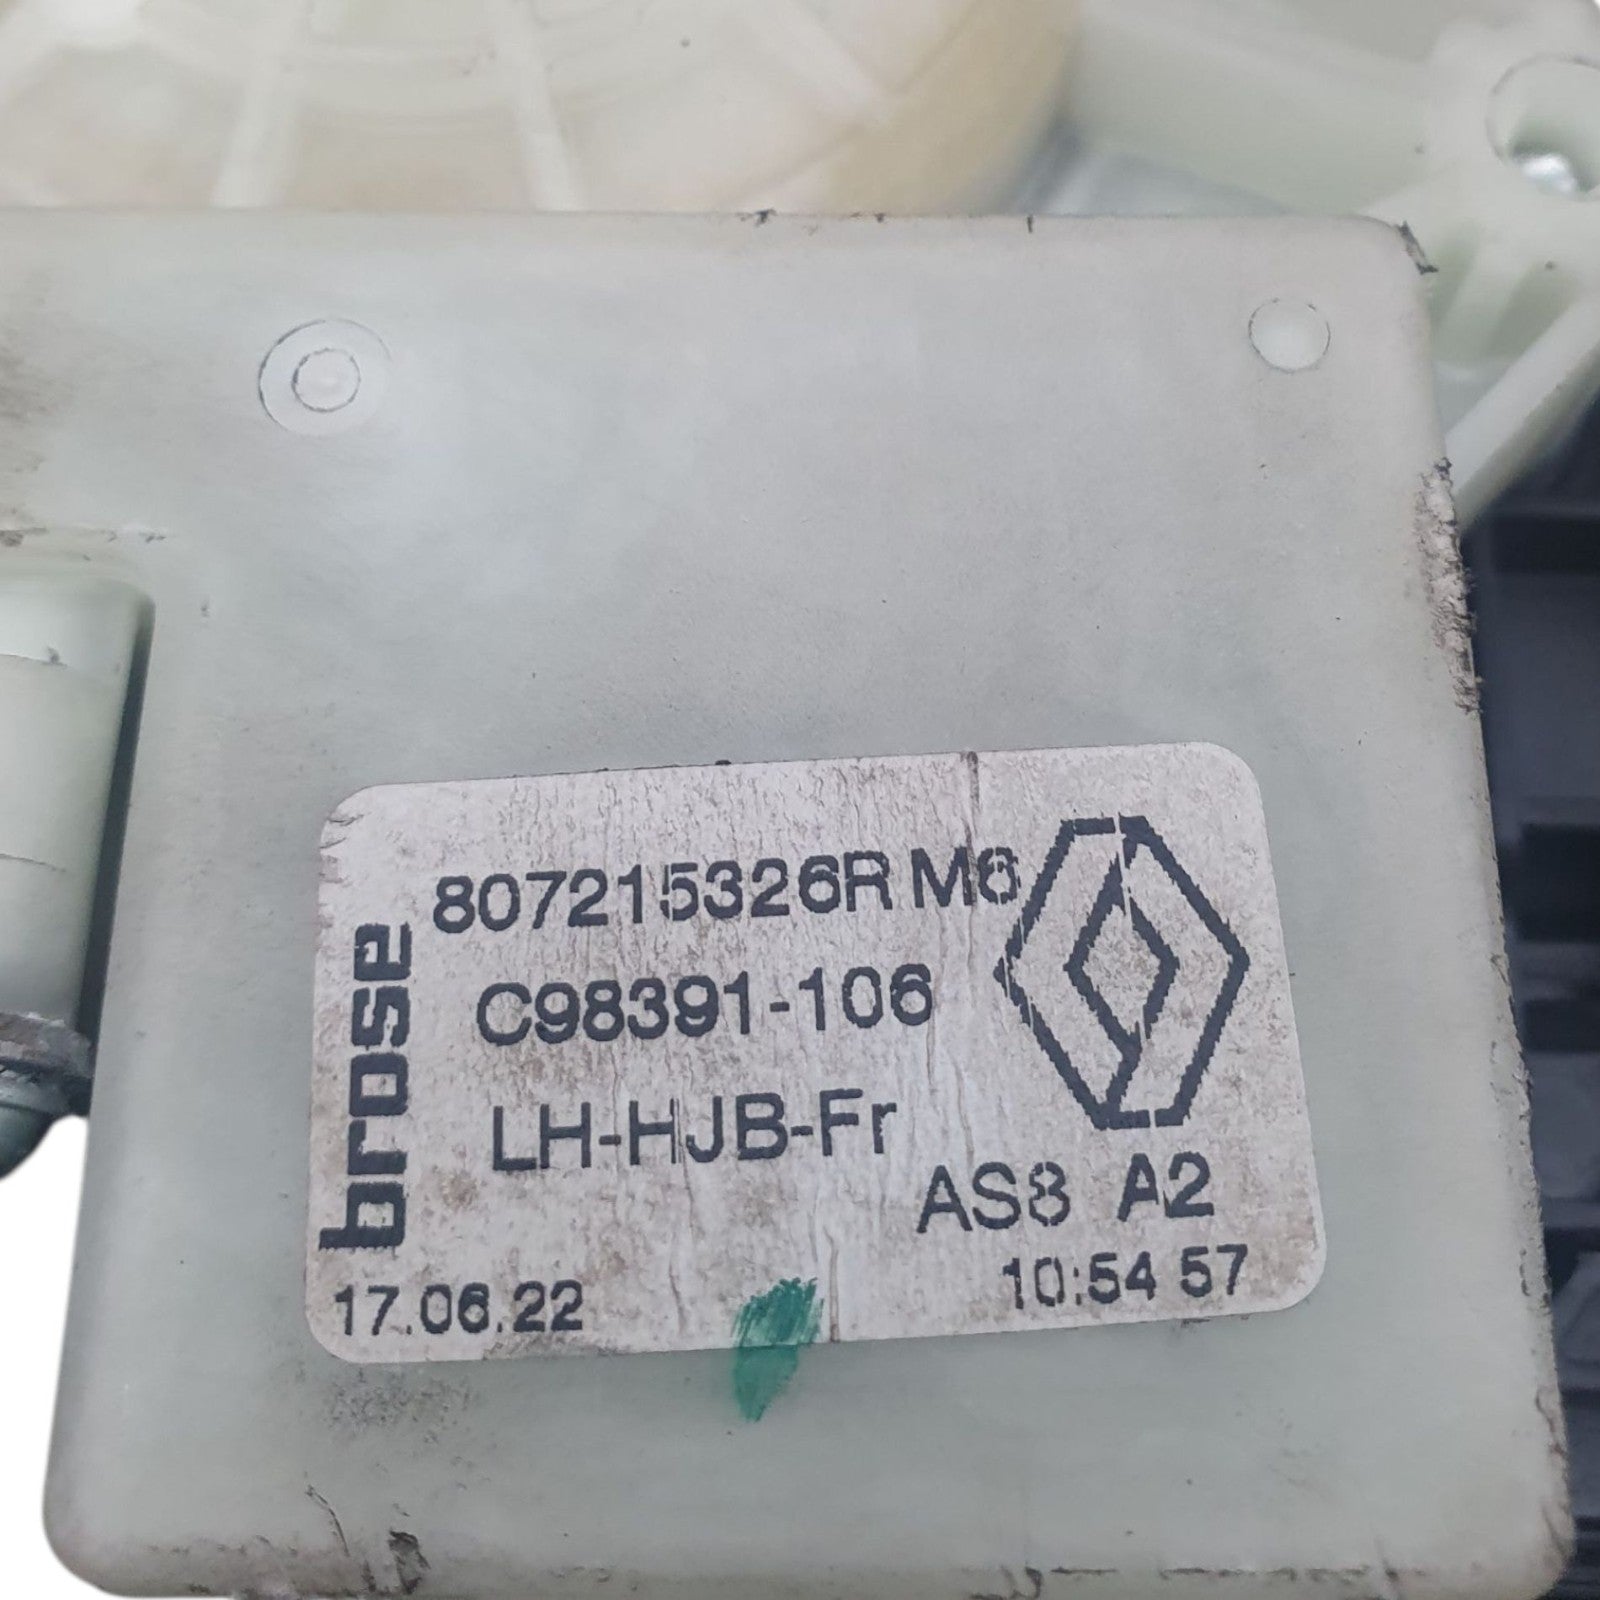 brose
807215326R M6
C98391-106
LH-HJB-Fr
AS8 A2
17.06.22 10:54 57